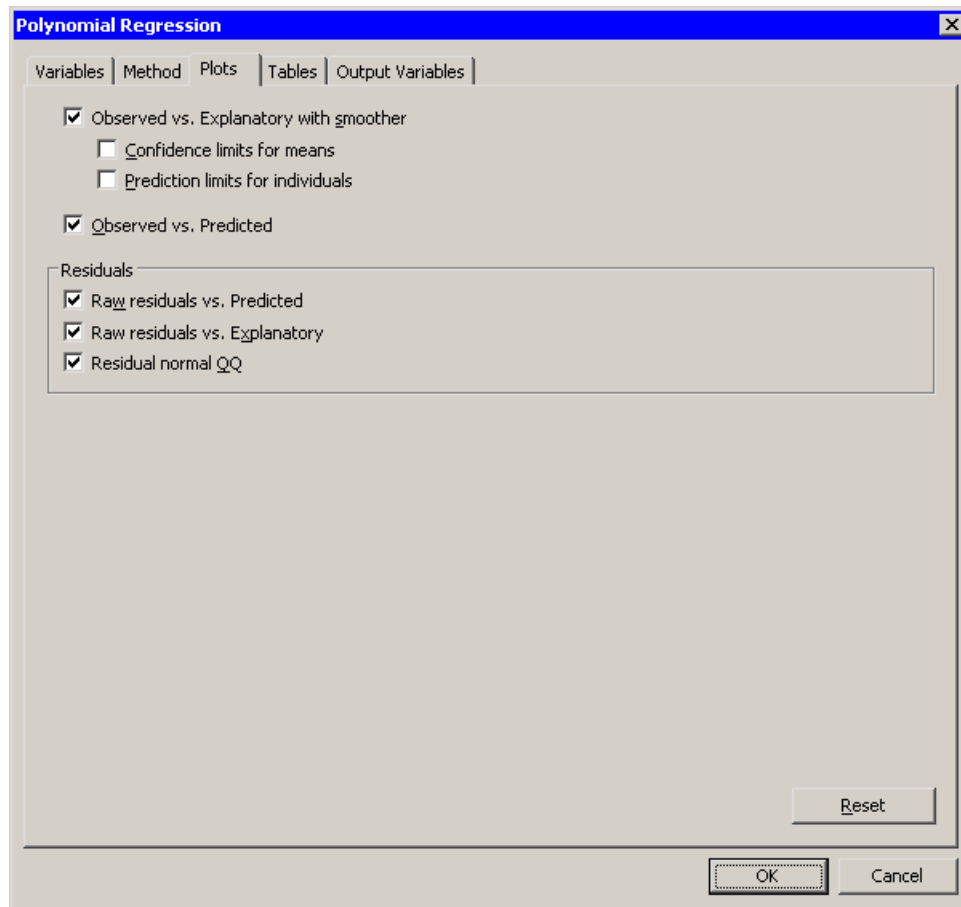 Polynomial Regression
Variables Method Plots Tables Output Variables
Observed vs. Explanatory with smoother
Confidence limits for means
Prediction limits for individuals
Observed vs. Predicted
Residuals
Raw residuals vs. Predicted
Raw residuals vs. Explanatory
Residual normal QQ
Reset
OK Cancel